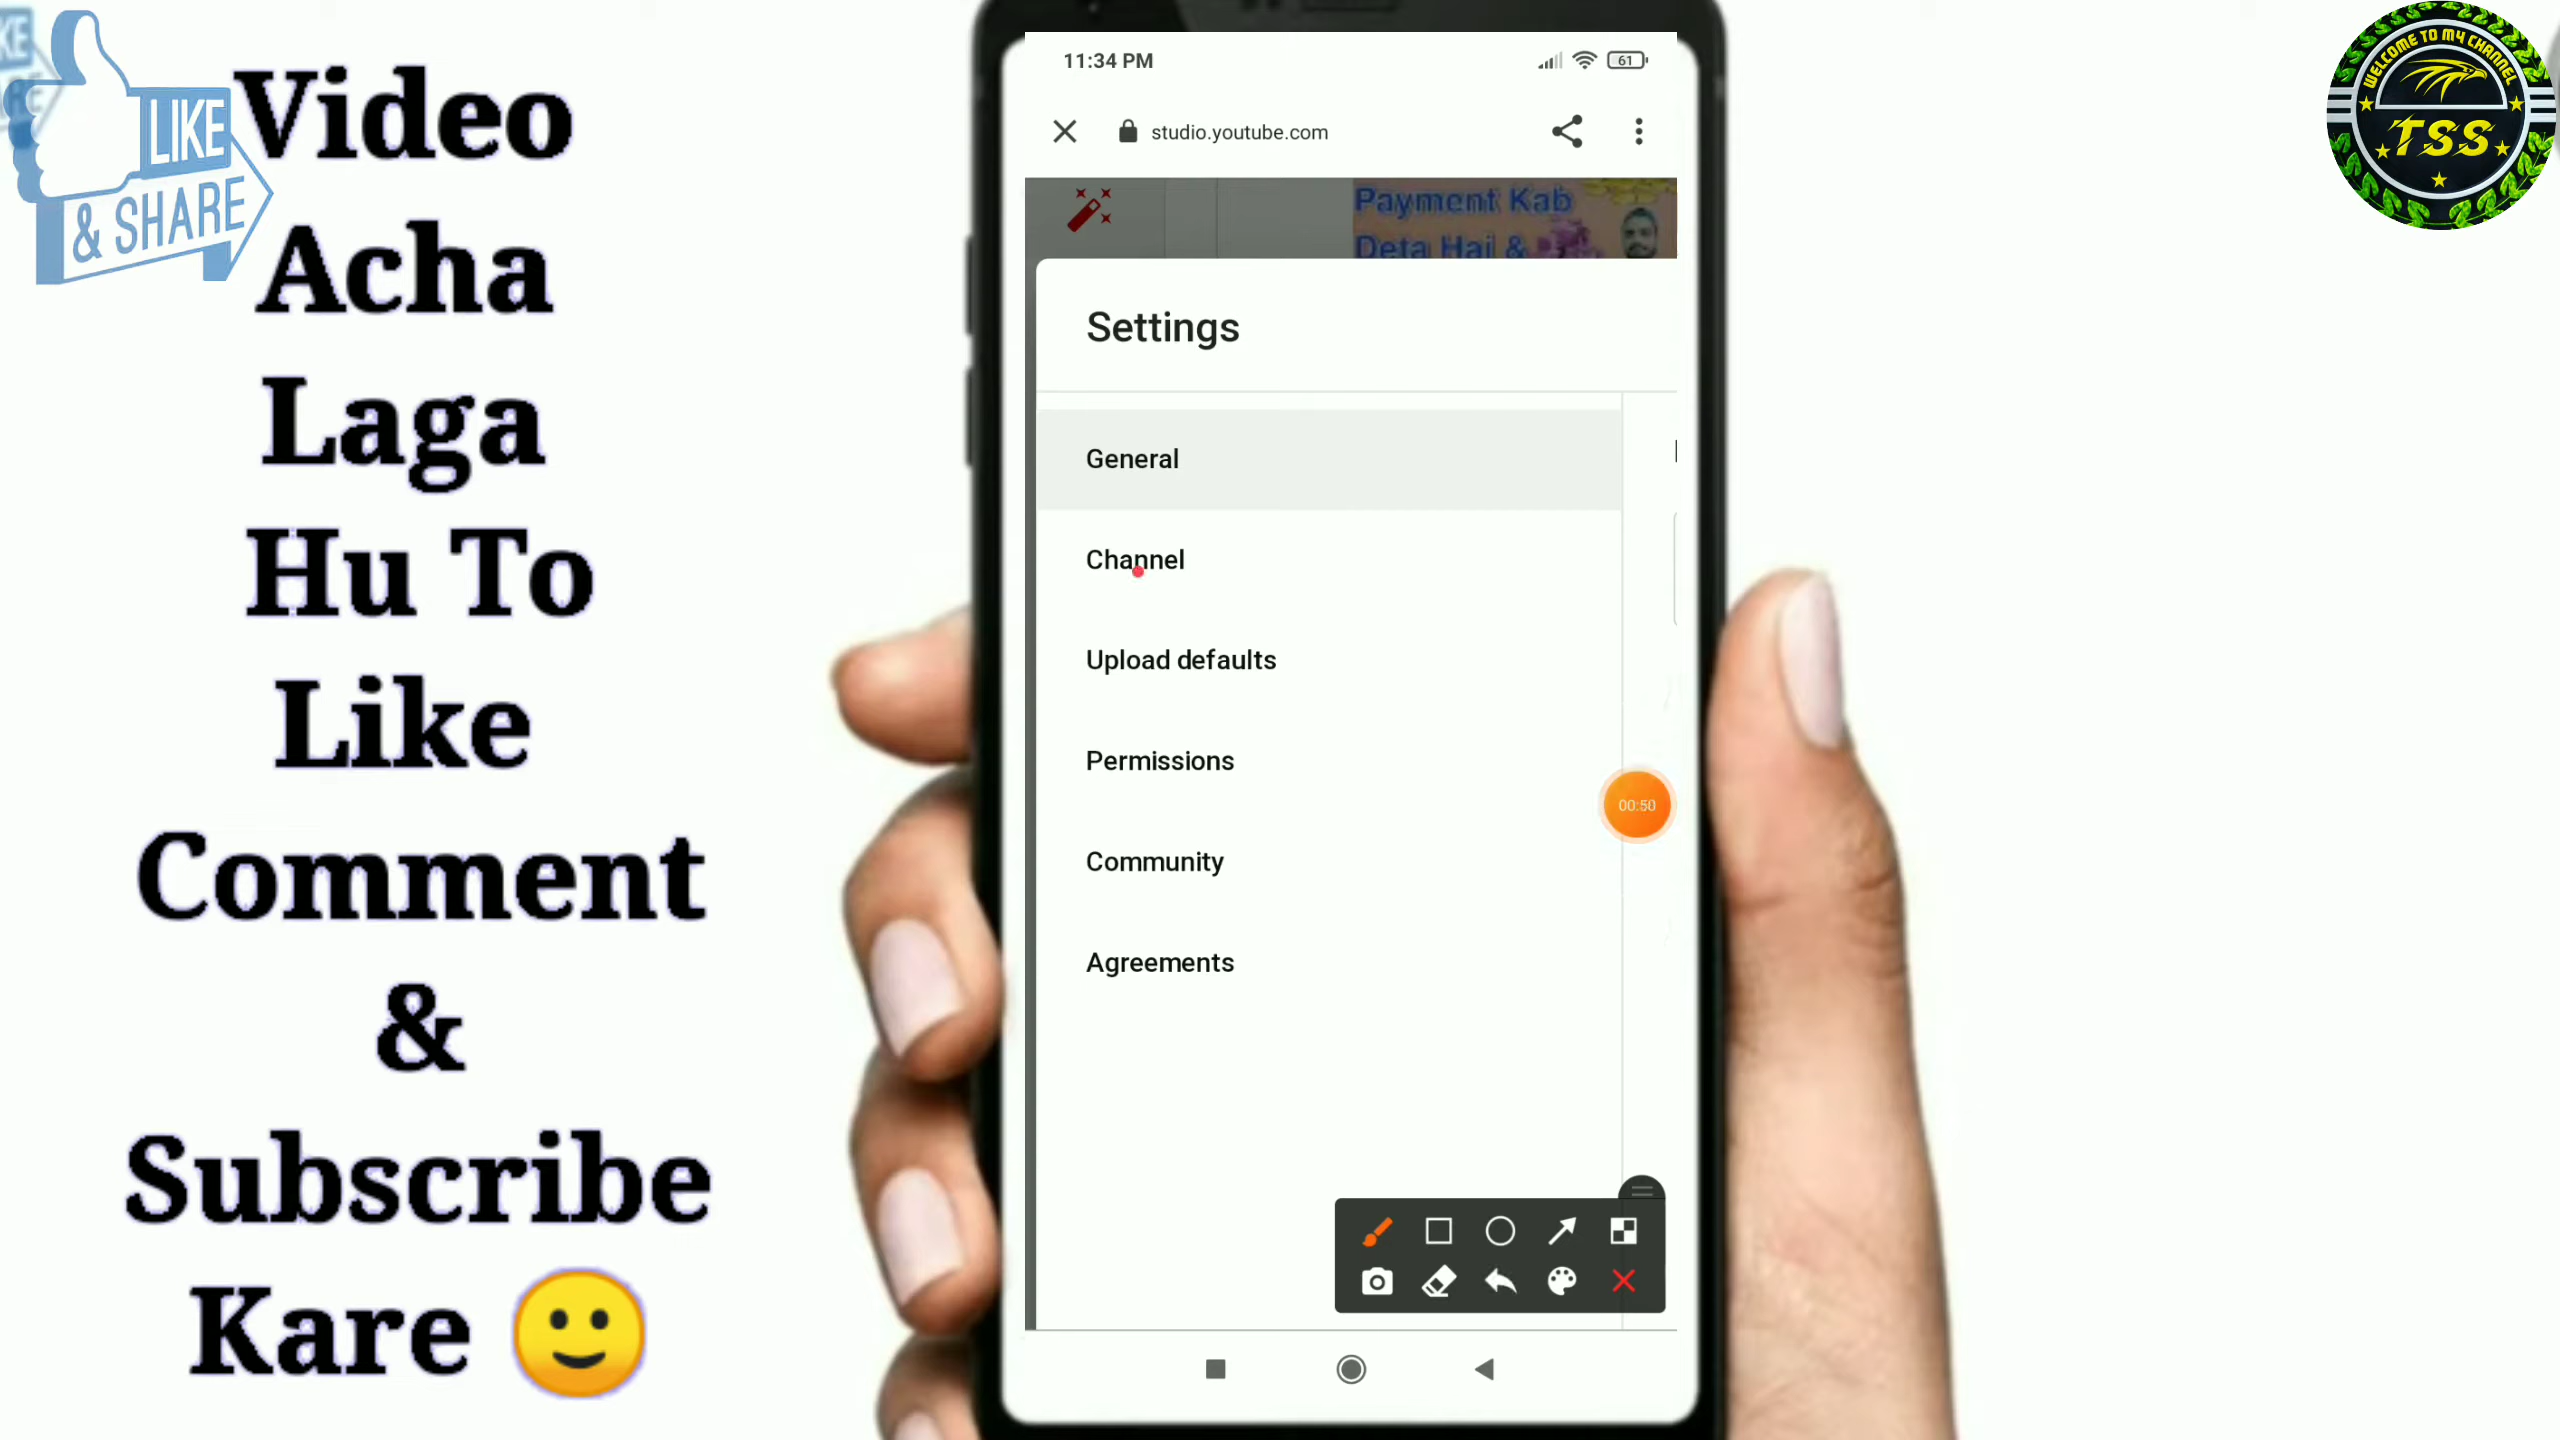 LIKE
& SHARE
Video
Acha
Laga
Hu To
Like
Comment
&
Subscribe
Kare 🙂
11:34 PM
61
studio.youtube.com
Payment Kab
Deta Hai &
Settings
General
Channel
Upload defaults
Permissions
Community
Agreements
00:50
WELCOME TO MY CHANNEL
TSS